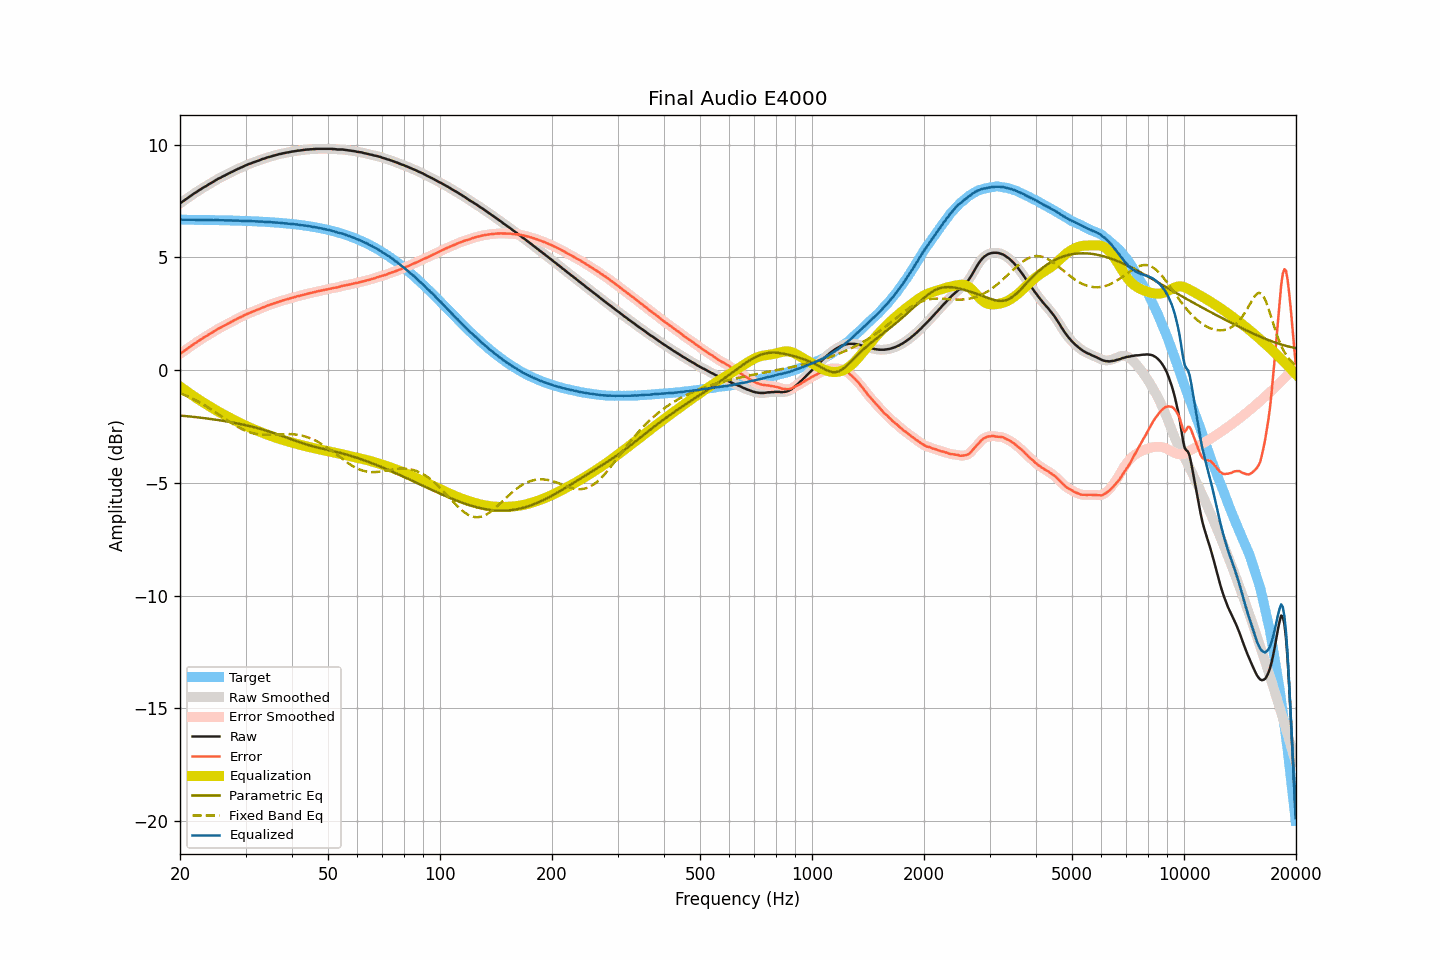 Final Audio E4000
10
5
0
−5
−10
−15
−20
Amplitude (dBr)
Target
Raw Smoothed
Error Smoothed
Raw
Error
Equalization
Parametric Eq
Fixed Band Eq
Equalized
20 50 100 200 500 1000 2000 5000 10000 20000
Frequency (Hz)